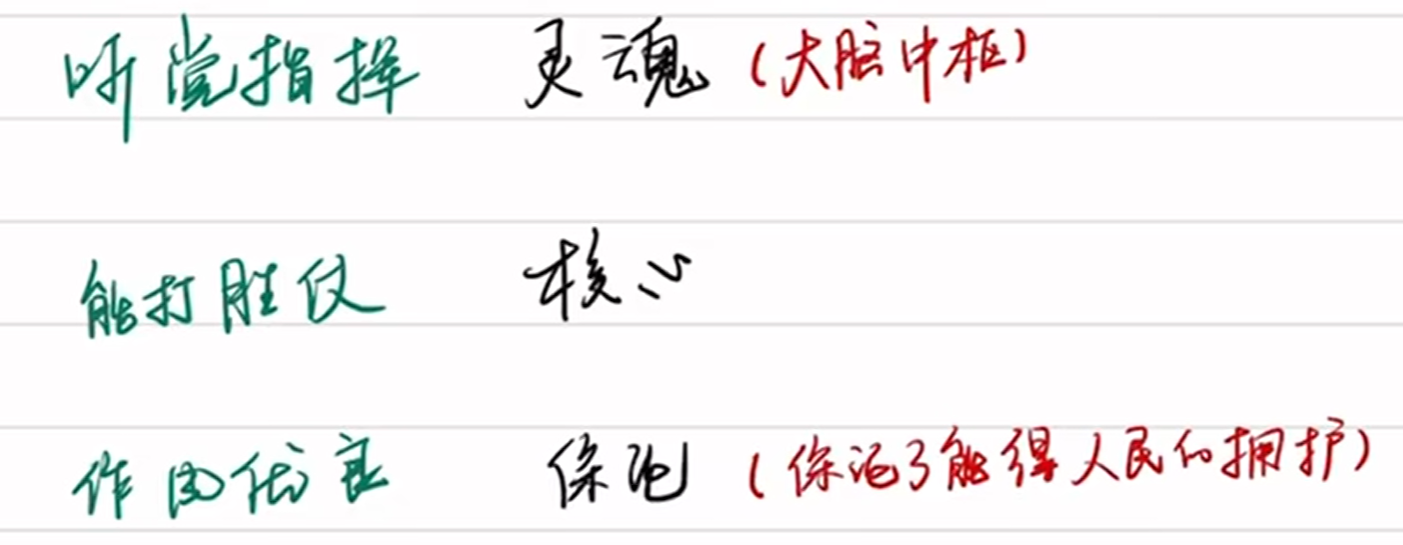 听党指挥 灵魂 (大脑中枢)
能打胜仗 核心
作风优良 保证 (保证了能得人民的拥护)